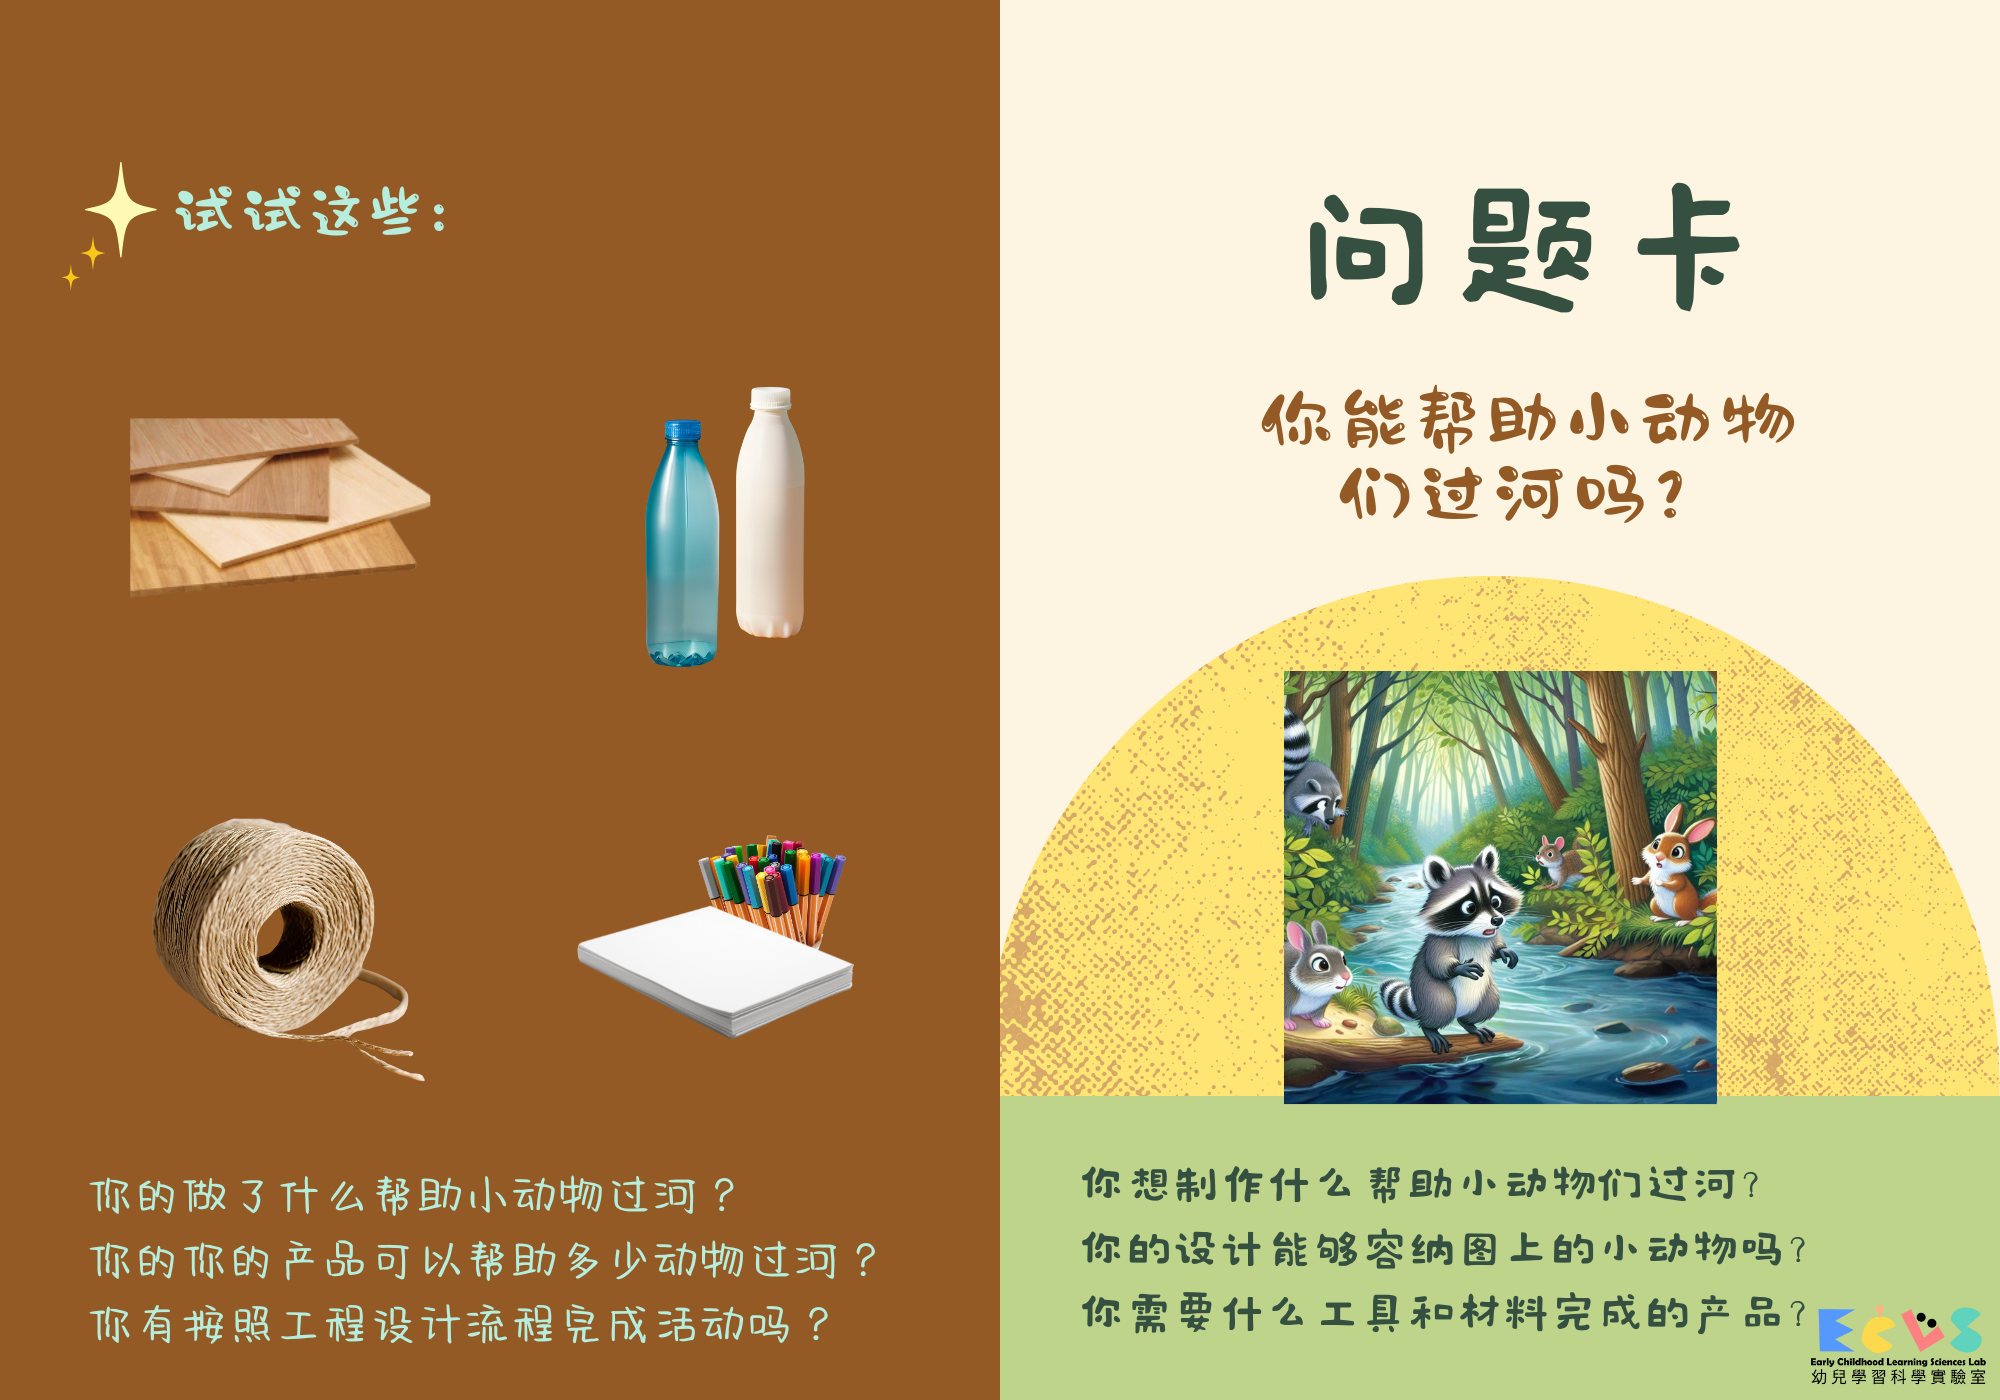 试试这些：
你的做了什么帮助小动物过河？
你的你的产品可以帮助多少动物过河？
你有按照工程设计流程完成活动吗？
问题卡
你能帮助小动物
们过河吗?
你想制作什么帮助小动物们过河?
你的设计能够容纳图上的小动物吗?
你需要什么工具和材料完成的产品?
ECLS
Early Childhood Learning Sciences Lab
幼兒學習科學實驗室